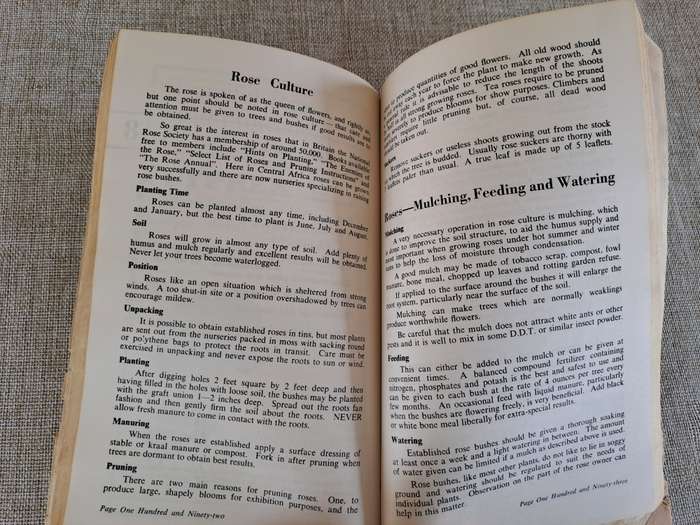 Rose Culture
The rose is spoken of as the queen of flowers, and rightly so,
but one point should be noted in rose culture—that care and
attention must be given to trees and bushes if good results are to
be obtained.
So great is the interest in roses that in Britain the National
Rose Society has a membership of around 50,000. Books available
free to members include "Hints on Planting," "The Enemies of
the Rose," "Select List of Roses and Pruning Instructions" and
"The Rose Annual". Here in Central Africa roses can be grown
very successfully and there are now nurseries specializing in raising
rose bushes.
Planting Time
Roses can be planted almost any time, including December
and January, but the best time to plant is June, July and August.
Soil
Roses will grow in almost any type of soil. Add plenty of
humus and mulch regularly and excellent results will be obtained.
Never let your trees become waterlogged.
Position
Roses like an open situation which is sheltered from strong
winds. A too shut-in site or a position overshadowed by trees can
encourage mildew.
Unpacking
It is possible to obtain established roses in tins, but most plants
are sent out from the nurseries packed in moss with sacking round
or polythene bags to protect the roots in transit. Care must be
exercised in unpacking and never expose the roots to sun or wind.
Planting
After digging holes 2 feet square by 2 feet deep and then
having filled in the holes with loose soil, the bushes may be planted
with the graft union 1—2 inches deep. Spread out the roots fan
fashion and then gently firm the soil about the roots. NEVER
allow fresh manure to come in contact with the roots.
Manuring
When the roses are established apply a surface dressing of
stable or kraal manure or compost. Fork in after pruning when
trees are dormant to obtain best results.
Pruning
There are two main reasons for pruning roses. One, to
produce large, shapely blooms for exhibition purposes, and the
Page One Hundred and Ninety-two
produce quantities of good flowers. All old wood should
each year to force the plant to make new growth. As
it is advisable to reduce the length of the shoots
all strong growing roses. Tea roses require to be pruned
to produce blooms for show purposes. Climbers and
require little pruning but, of course, all dead wood
be taken out.
Remove suckers or useless shoots growing out from the stock
which the tree is budded. Usually rose suckers are thorny with
paler than usual. A true leaf is made up of 5 leaflets.
Roses—Mulching, Feeding and Watering
Mulching
A very necessary operation in rose culture is mulching, which
is done to improve the soil structure, to aid the humus supply and
most important when growing roses under hot summer and winter
to help the loss of moisture through condensation.
A good mulch may be made of tobacco scrap, compost, fowl
manure, bone meal, chopped up leaves and rotting garden refuse.
If applied to the surface around the bushes it will enlarge the
root system, particularly near the surface of the soil.
Mulching can make trees which are normally weaklings
produce worthwhile flowers.
Be careful that the mulch does not attract white ants or other
pests and it is well to mix in some D.D.T. or similar insect powder.
Feeding
This can either be added to the mulch or can be given at
convenient times. A balanced compound fertilizer containing
nitrogen, phosphates and potash is the best and safest to use and
can be given to each bush at the rate of 4 ounces per tree every
few months. An occasional feed with liquid manure, particularly
when the bushes are flowering freely, is very beneficial. Add black
or white bone meal liberally for extra-special results.
Watering
Established rose bushes should be given a thorough soaking
at least once a week and a light watering in between. The amount
of water given can be limited if a mulch as described above is used.
Rose bushes, like most other plants, do not like to lie in soggy
ground and watering should be regulated to suit the needs of
individual plants. Observation on the part of the rose owner can
help in this matter.
Page One Hundred and Ninety-three